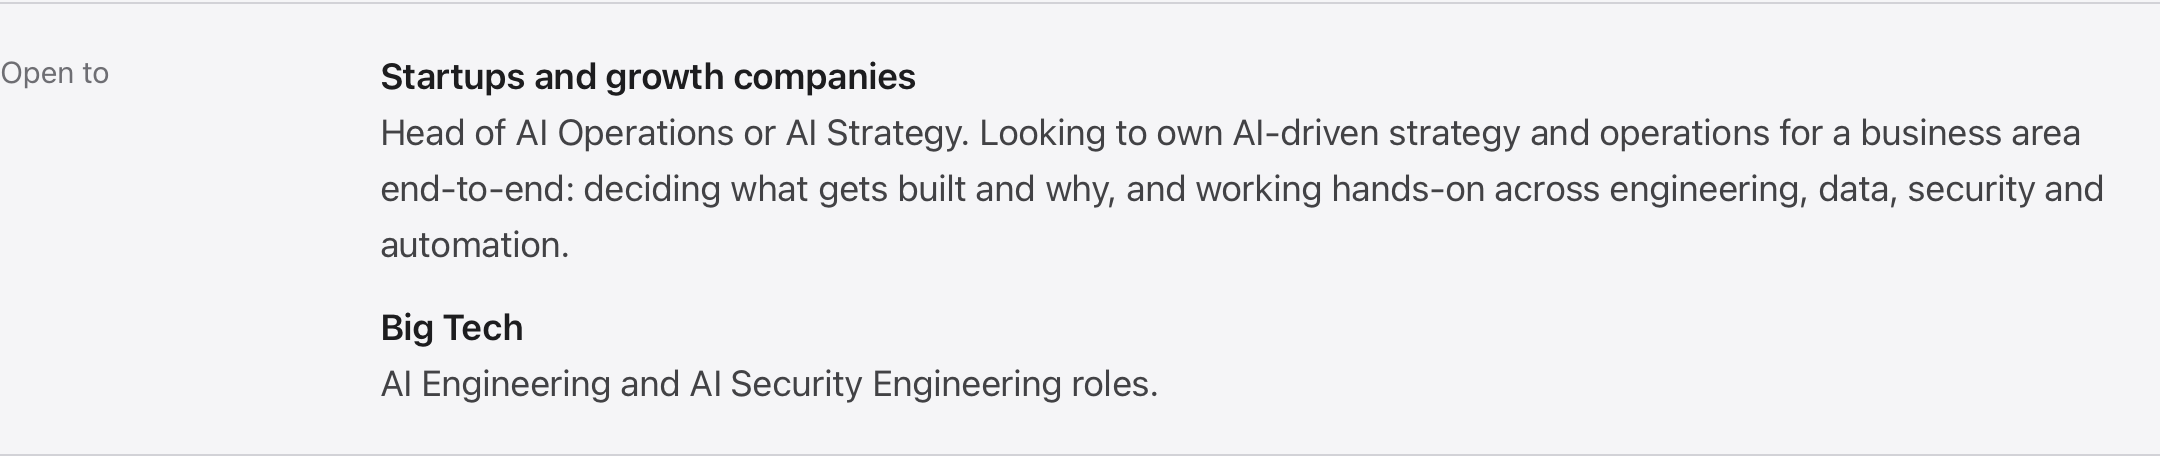 Open to
Startups and growth companies
Head of AI Operations or AI Strategy. Looking to own AI-driven strategy and operations for a business area
end-to-end: deciding what gets built and why, and working hands-on across engineering, data, security and
automation.
Big Tech
AI Engineering and AI Security Engineering roles.